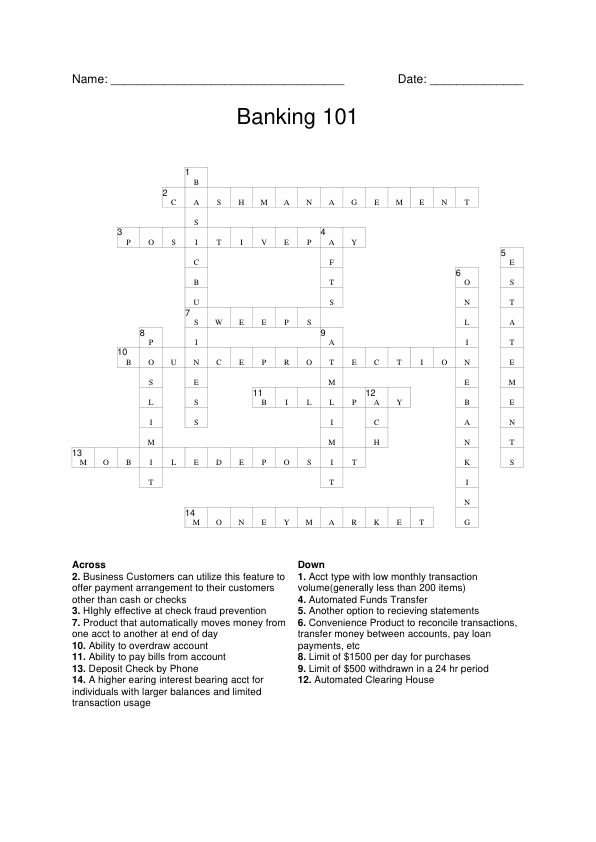 Name: ___________________________________ Date: ______________
Banking 101
1
B
2
C A S H M A N A G E M E N T
S
3 4
P O S I T I V E P A Y
5
C F E
6
B T O S
U S N T
7
S W E E P S L A
8 9
P I A I T
10
B O U N C E P R O T E C T I O N E
S E M E M
11 12
L S B I L L P A Y B E
I S I C A N
M M H N T
13
M O B I L E D E P O S I T K S
T T I
N
14
M O N E Y M A R K E T G
Across
2. Business Customers can utilize this feature to
offer payment arrangement to their customers
other than cash or checks
3. HIghly effective at check fraud prevention
7. Product that automatically moves money from
one acct to another at end of day
10. Ability to overdraw account
11. Ability to pay bills from account
13. Deposit Check by Phone
14. A higher earing interest bearing acct for
individuals with larger balances and limited
transaction usage
Down
1. Acct type with low monthly transaction
volume(generally less than 200 items)
4. Automated Funds Transfer
5. Another option to recieving statements
6. Convenience Product to reconcile transactions,
transfer money between accounts, pay loan
payments, etc
8. Limit of $1500 per day for purchases
9. Limit of $500 withdrawn in a 24 hr period
12. Automated Clearing House